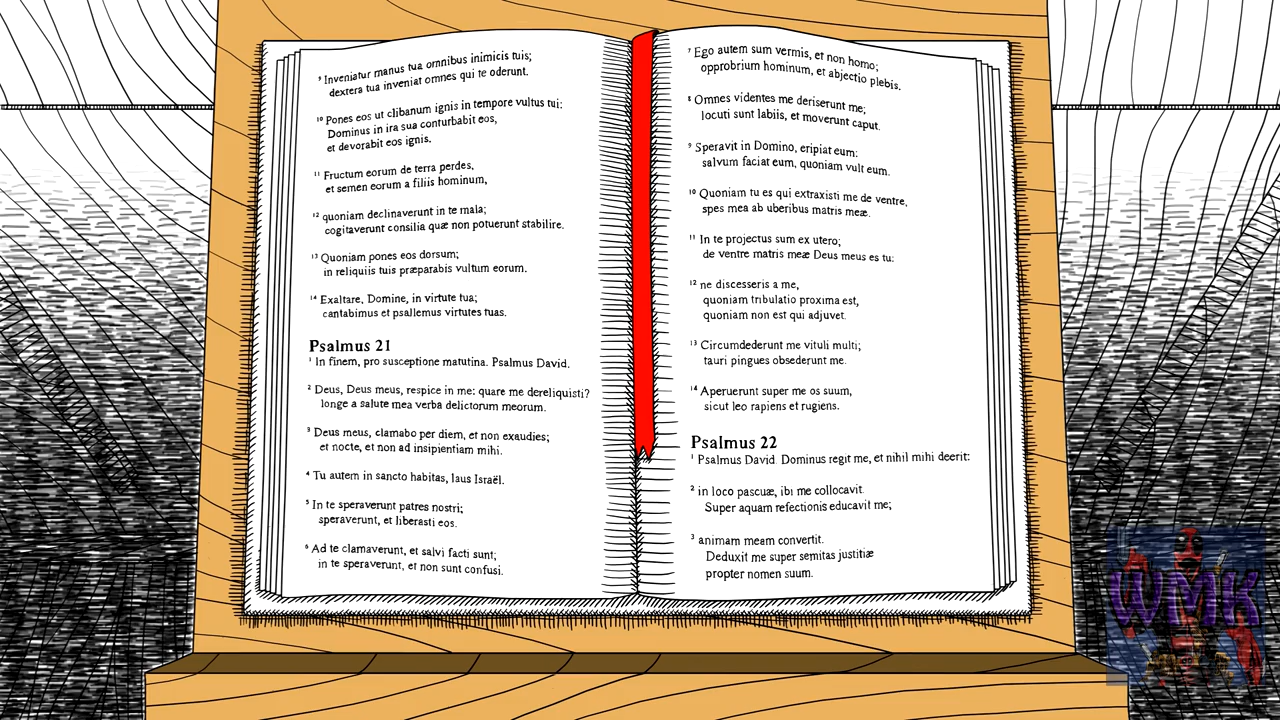 ⁹ Inveniatur manus tua omnibus inimicis tuis;
dextera tua inveniat omnes qui te oderunt.
¹⁰ Pones eos ut clibanum ignis in tempore vultus tui:
Dominus in ira sua conturbabit eos,
et devorabit eos ignis.
¹¹ Fructum eorum de terra perdes,
et semen eorum a filiis hominum,
¹² quoniam declinaverunt in te mala;
cogitaverunt consilia quæ non potuerunt stabilire.
¹³ Quoniam pones eos dorsum;
in reliquiis tuis præparabis vultum eorum.
¹⁴ Exaltare, Domine, in virtute tua;
cantabimus et psallemus virtutes tuas.
Psalmus 21
¹ In finem, pro susceptione matutina. Psalmus David.
² Deus, Deus meus, respice in me: quare me dereliquisti?
longe a salute mea verba delictorum meorum.
³ Deus meus, clamabo per diem, et non exaudies;
et nocte, et non ad insipientiam mihi.
⁴ Tu autem in sancto habitas, laus Israël.
⁵ In te speraverunt patres nostri;
speraverunt, et liberasti eos.
⁶ Ad te clamaverunt, et salvi facti sunt;
in te speraverunt, et non sunt confusi.
⁷ Ego autem sum vermis, et non homo;
opprobrium hominum, et abjectio plebis.
⁸ Omnes videntes me deriserunt me;
locuti sunt labiis, et moverunt caput.
⁹ Speravit in Domino, eripiat eum:
salvum faciat eum, quoniam vult eum.
¹⁰ Quoniam tu es qui extraxisti me de ventre,
spes mea ab uberibus matris meæ.
¹¹ In te projectus sum ex utero;
de ventre matris meæ Deus meus es tu:
¹² ne discesseris a me,
quoniam tribulatio proxima est,
quoniam non est qui adjuvet.
¹³ Circumdederunt me vituli multi;
tauri pingues obsederunt me.
¹⁴ Aperuerunt super me os suum,
sicut leo rapiens et rugiens.
Psalmus 22
¹ Psalmus David. Dominus regit me, et nihil mihi deerit:
² in loco pascuæ, ibi me collocavit.
Super aquam refectionis educavit me;
³ animam meam convertit.
Deduxit me super semitas justitiæ
propter nomen suum.
WMK